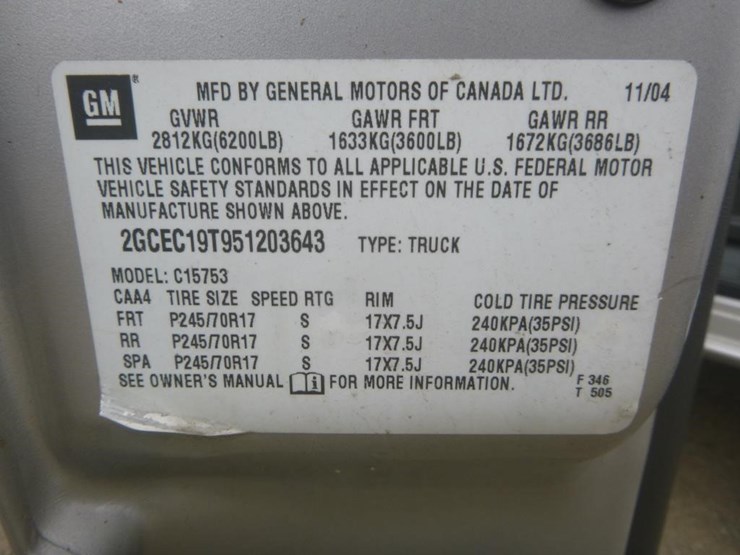 GM ® MFD BY GENERAL MOTORS OF CANADA LTD. 11/04
GVWR GAWR FRT GAWR RR
2812KG(6200LB) 1633KG(3600LB) 1672KG(3686LB)
THIS VEHICLE CONFORMS TO ALL APPLICABLE U.S. FEDERAL MOTOR
VEHICLE SAFETY STANDARDS IN EFFECT ON THE DATE OF
MANUFACTURE SHOWN ABOVE.
2GCEC19T951203643 TYPE: TRUCK
MODEL: C15753
CAA4 TIRE SIZE SPEED RTG RIM COLD TIRE PRESSURE
FRT P245/70R17 S 17X7.5J 240KPA(35PSI)
RR P245/70R17 S 17X7.5J 240KPA(35PSI)
SPA P245/70R17 S 17X7.5J 240KPA(35PSI)
SEE OWNER'S MANUAL i FOR MORE INFORMATION. F 346
T 505